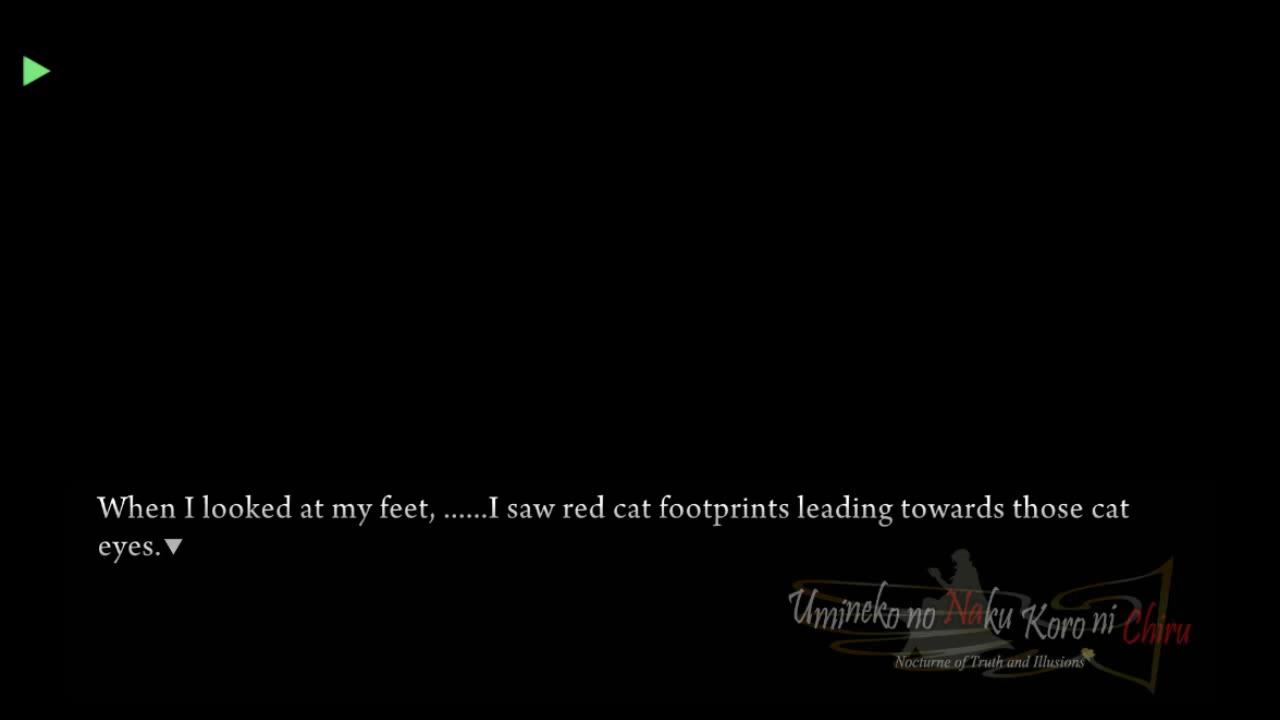 When I looked at my feet, ......I saw red cat footprints leading towards those cat
eyes.
Umineko no Naku Koro ni Chiru
Nocturne of Truth and Illusions